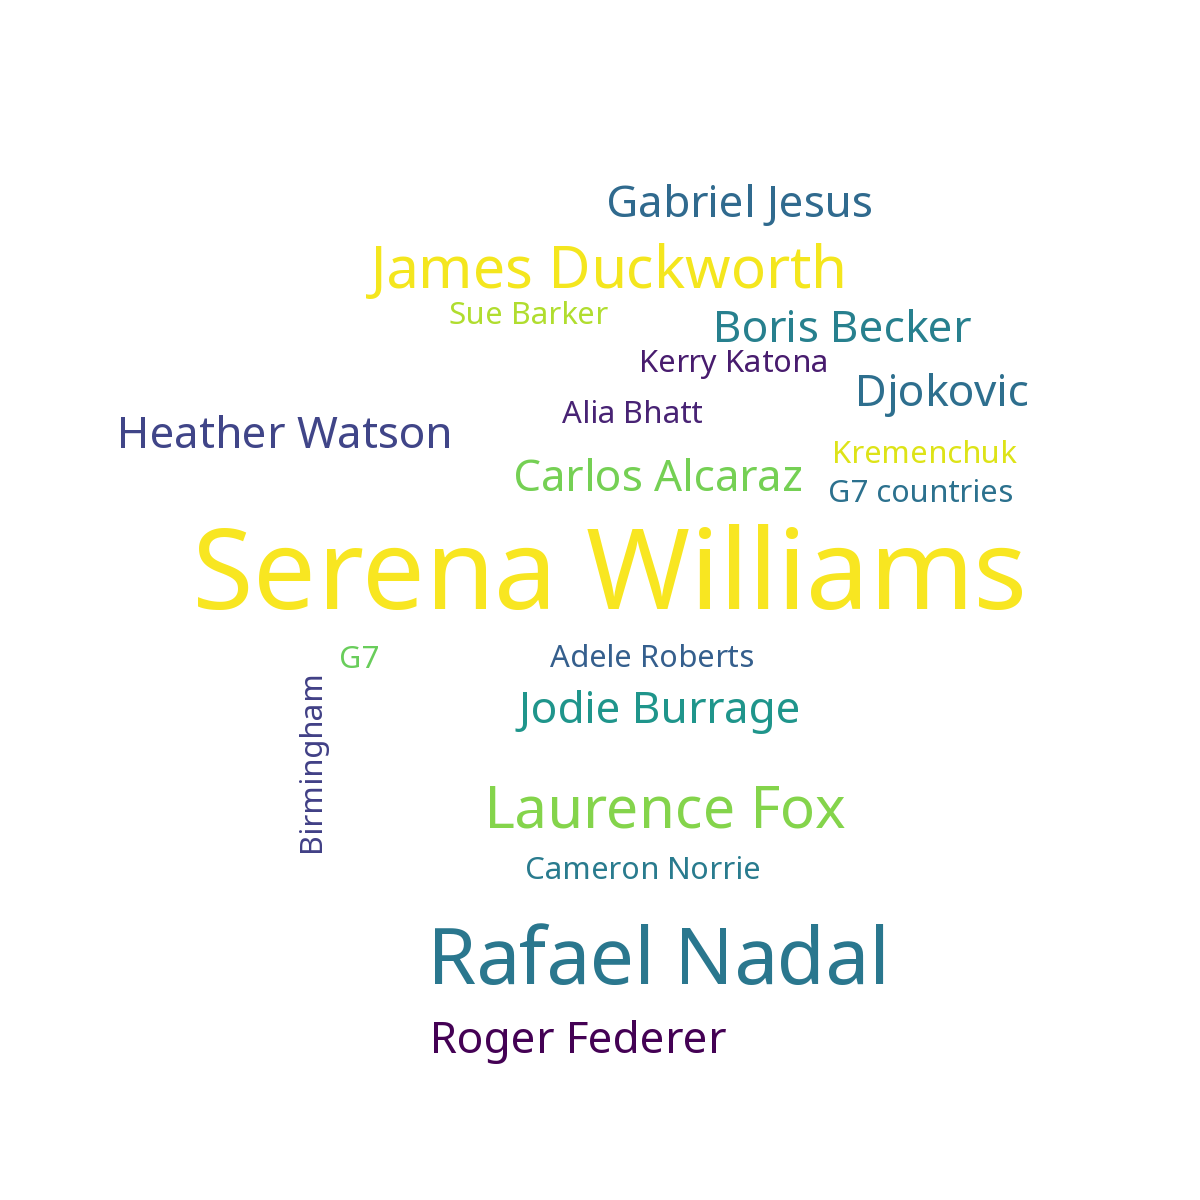 Gabriel Jesus
James Duckworth
Sue Barker
Boris Becker
Kerry Katona
Djokovic
Alia Bhatt
Heather Watson
Kremenchuk
Carlos Alcaraz
G7 countries
Serena Williams
G7
Adele Roberts
Jodie Burrage
Birmingham
Laurence Fox
Cameron Norrie
Rafael Nadal
Roger Federer